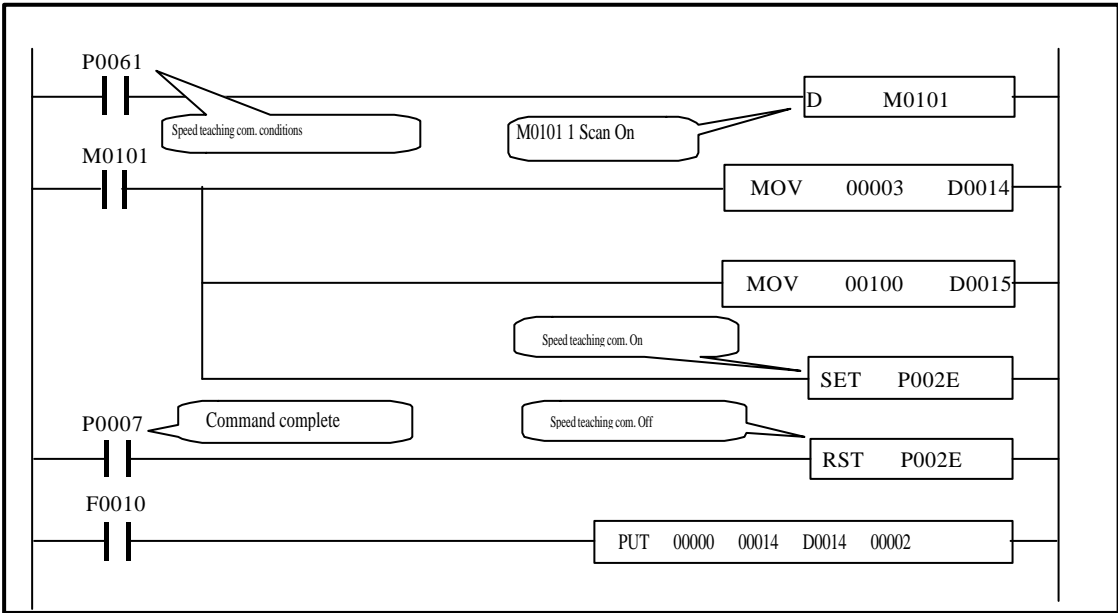 P0061
D M0101
Speed teaching com. conditions
M0101 1 Scan On
M0101
MOV 00003 D0014
MOV 00100 D0015
Speed teaching com. On
SET P002E
P0007
Command complete
Speed teaching com. Off
RST P002E
F0010
PUT 00000 00014 D0014 00002